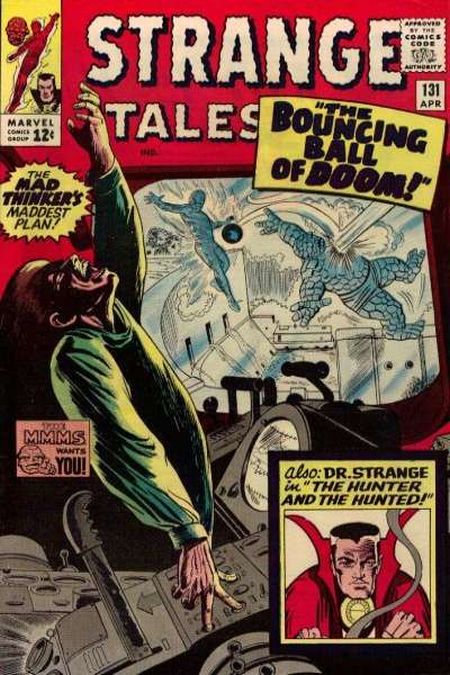 MARVEL
COMICS
GROUP 12¢
STRANGE
TALES
IND.
APPROVED
BY THE
COMICS
CODE
AUTHORITY
131
APR
"THE
BOUNCING
BALL
OF DOOM!"
THE
MAD
THINKER'S
MADDEST
PLAN!
THE
MMMS
WANTS
YOU!
also: DR. STRANGE
in "THE HUNTER
AND THE HUNTED!"